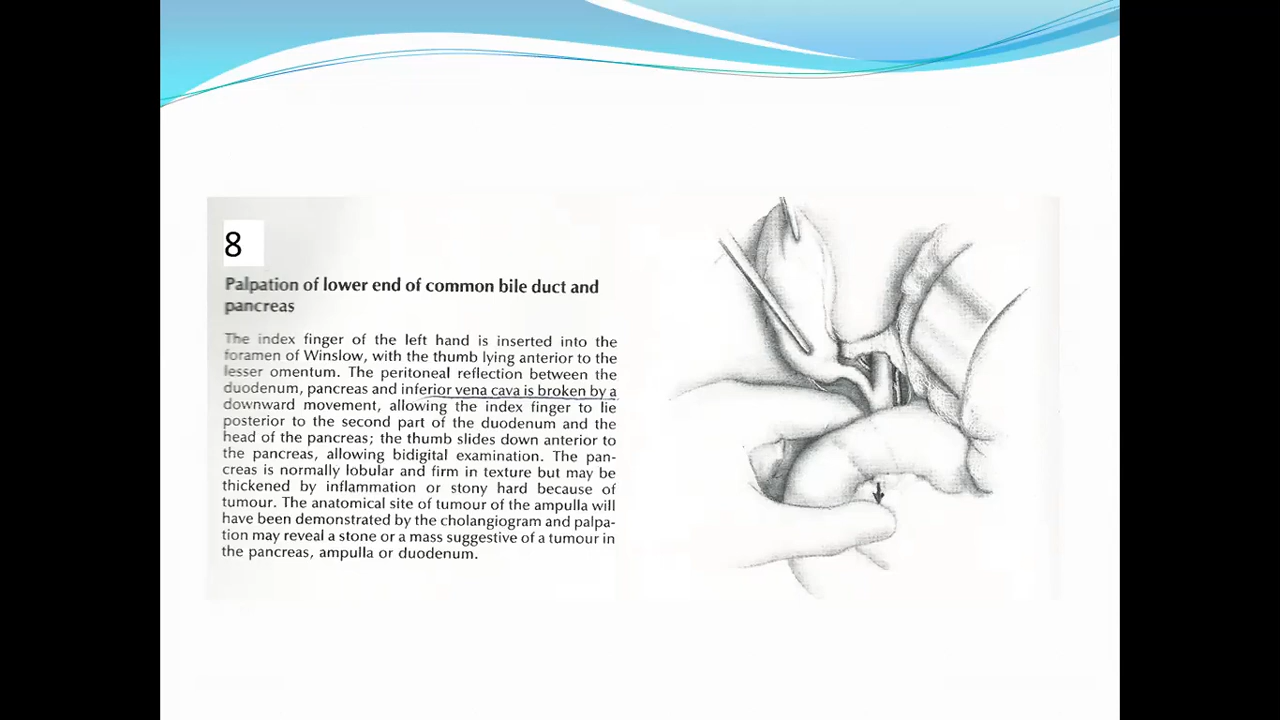 8
Palpation of lower end of common bile duct and
pancreas
The index finger of the left hand is inserted into the
foramen of Winslow, with the thumb lying anterior to the
lesser omentum. The peritoneal reflection between the
duodenum, pancreas and inferior vena cava is broken by a
downward movement, allowing the index finger to lie
posterior to the second part of the duodenum and the
head of the pancreas; the thumb slides down anterior to
the pancreas, allowing bidigital examination. The pan-
creas is normally lobular and firm in texture but may be
thickened by inflammation or stony hard because of
tumour. The anatomical site of tumour of the ampulla will
have been demonstrated by the cholangiogram and palpa-
tion may reveal a stone or a mass suggestive of a tumour in
the pancreas, ampulla or duodenum.